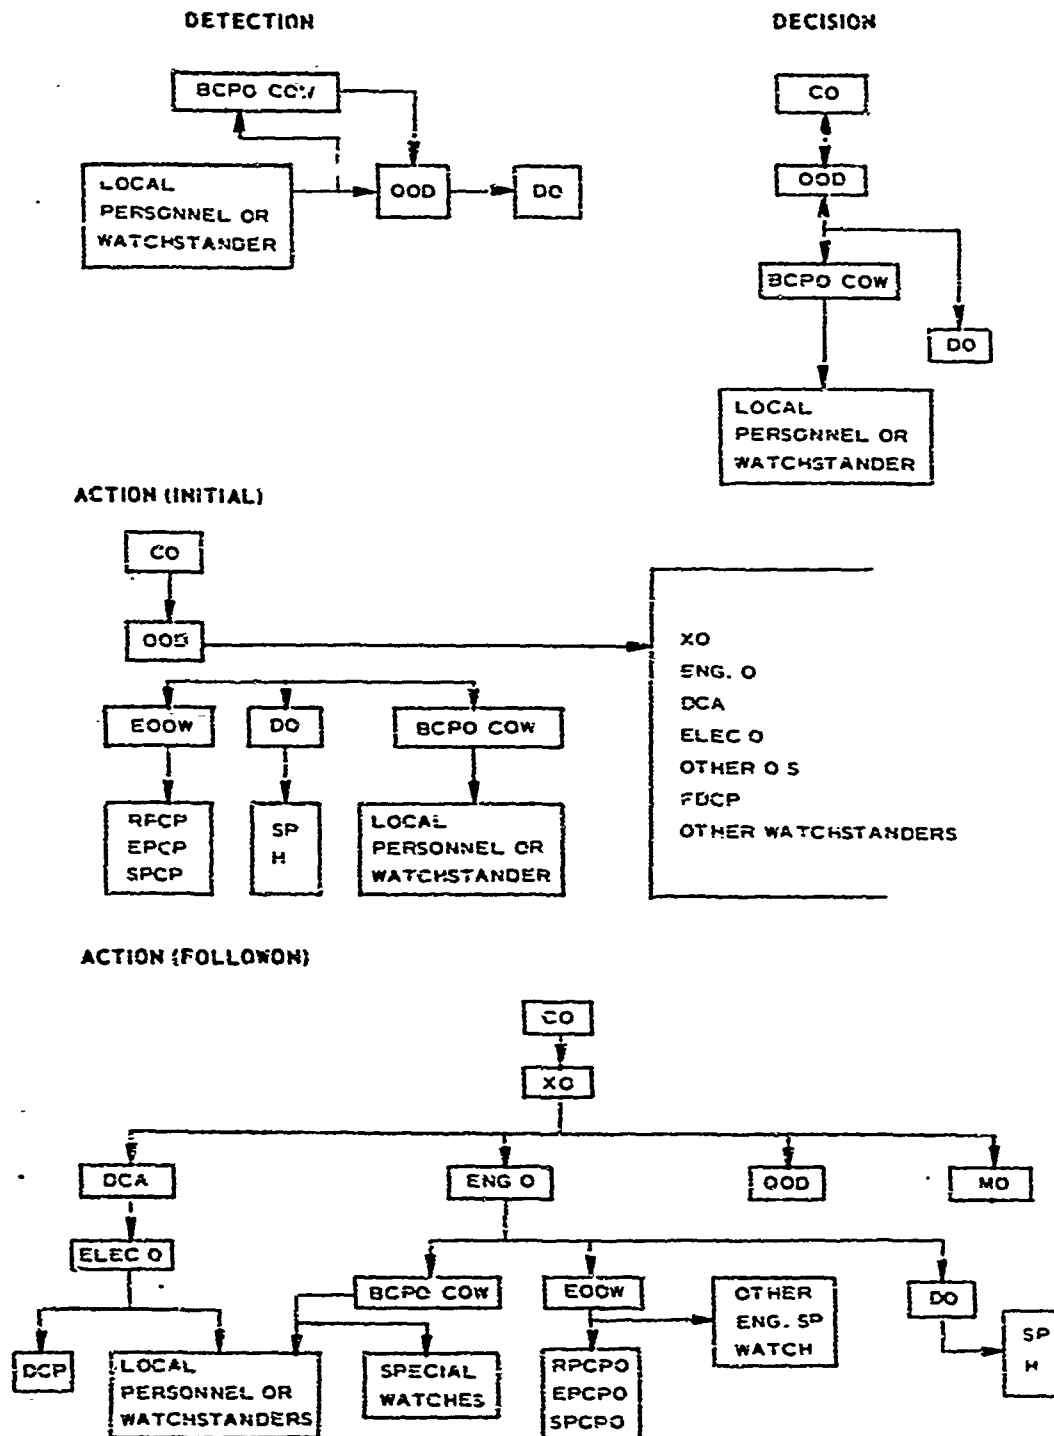 DETECTION
BCPO COW
LOCAL
PERSONNEL OR
WATCHSTANDER
OOD
DO
DECISION
CO
OOD
BCPO COW
DO
LOCAL
PERSONNEL OR
WATCHSTANDER
ACTION (INITIAL)
CO
OOD
EOOW
DO
BCPO COW
RPCP
EPCP
SPCP
SP
H
LOCAL
PERSONNEL OR
WATCHSTANDER
XO
ENG. O
DCA
ELEC O
OTHER O S
FDCP
OTHER WATCHSTANDERS
ACTION (FOLLOWON)
CO
XO
DCA
ENG O
OOD
MO
ELEC O
BCPO COW
EOOW
OTHER
ENG. SP
WATCH
DO
DCP
LOCAL
PERSONNEL OR
WATCHSTANDERS
SPECIAL
WATCHES
RPCPO
EPCPO
SPCPO
SP
H